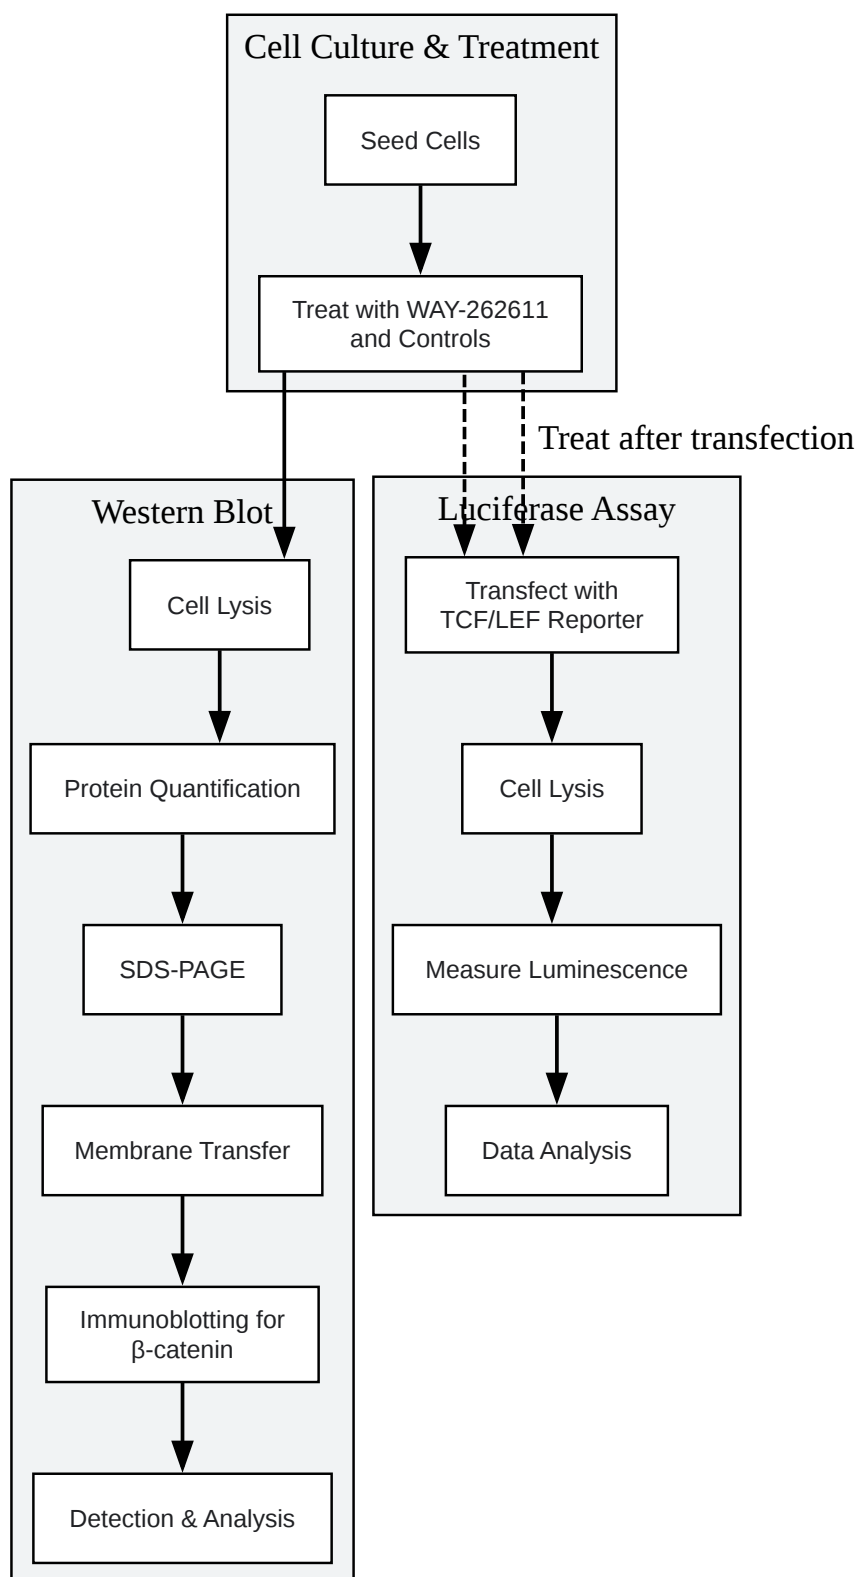 Cell Culture & Treatment
Seed Cells
Treat with WAY-262611
and Controls
Treat after transfection
Western Blot
Cell Lysis
Protein Quantification
SDS-PAGE
Membrane Transfer
Immunoblotting for
β-catenin
Detection & Analysis
Luciferase Assay
Transfect with
TCF/LEF Reporter
Cell Lysis
Measure Luminescence
Data Analysis